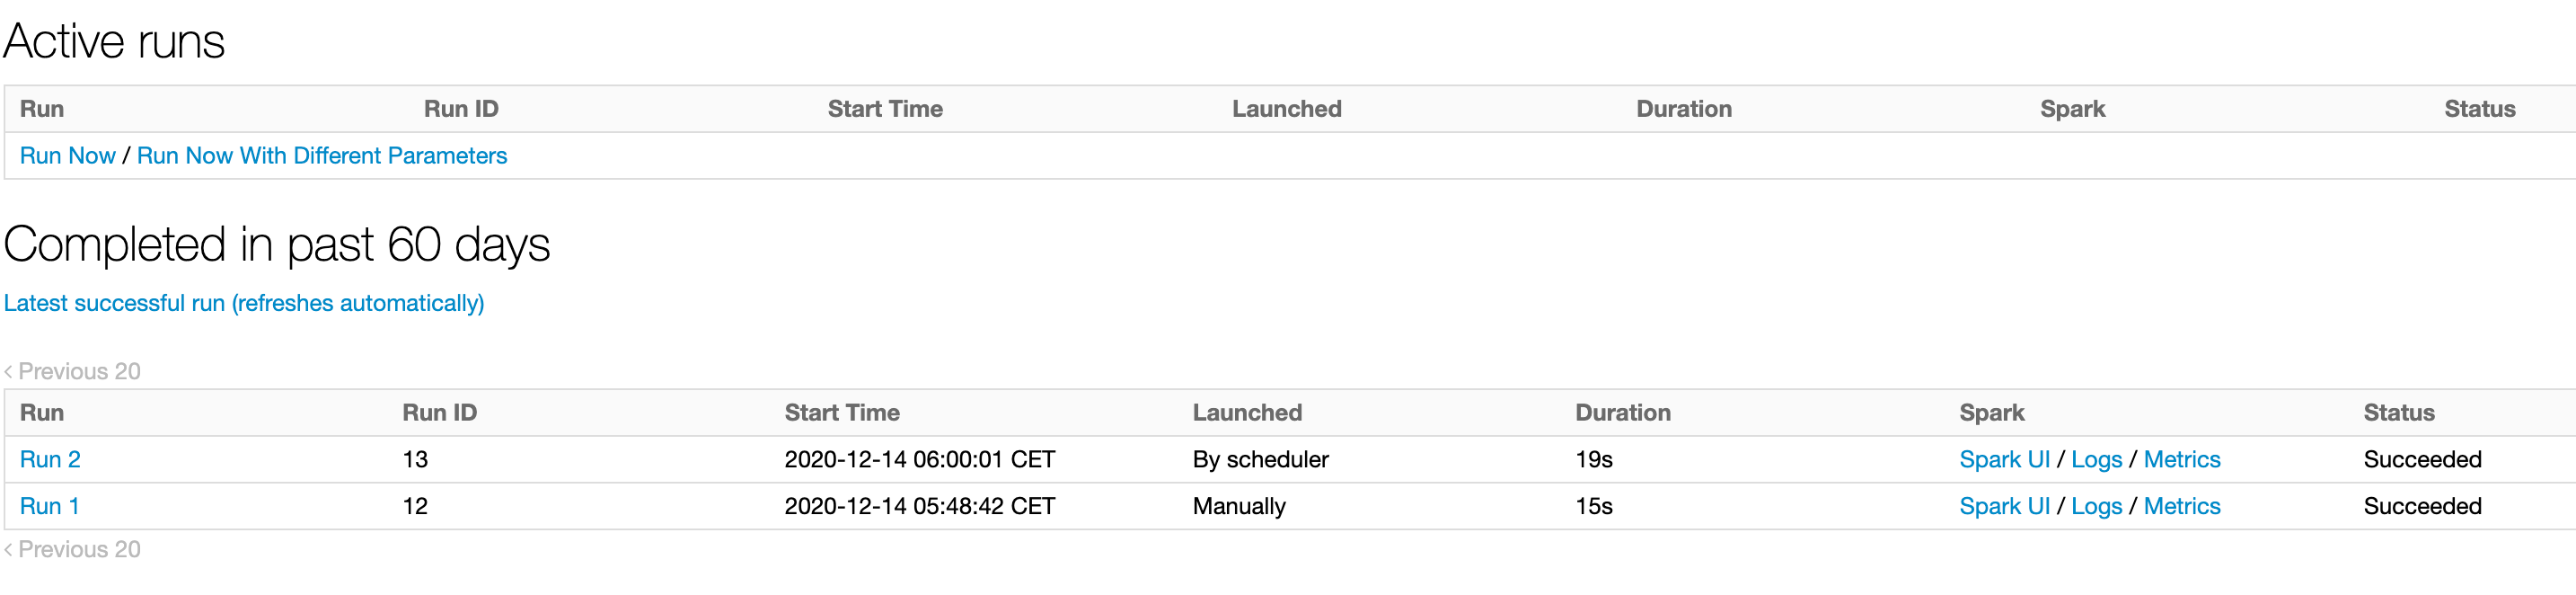 Active runs
Run Run ID Start Time Launched Duration Spark Status
Run Now / Run Now With Different Parameters
Completed in past 60 days
Latest successful run (refreshes automatically)
‹ Previous 20
Run Run ID Start Time Launched Duration Spark Status
Run 2 13 2020-12-14 06:00:01 CET By scheduler 19s Spark UI / Logs / Metrics Succeeded
Run 1 12 2020-12-14 05:48:42 CET Manually 15s Spark UI / Logs / Metrics Succeeded
‹ Previous 20